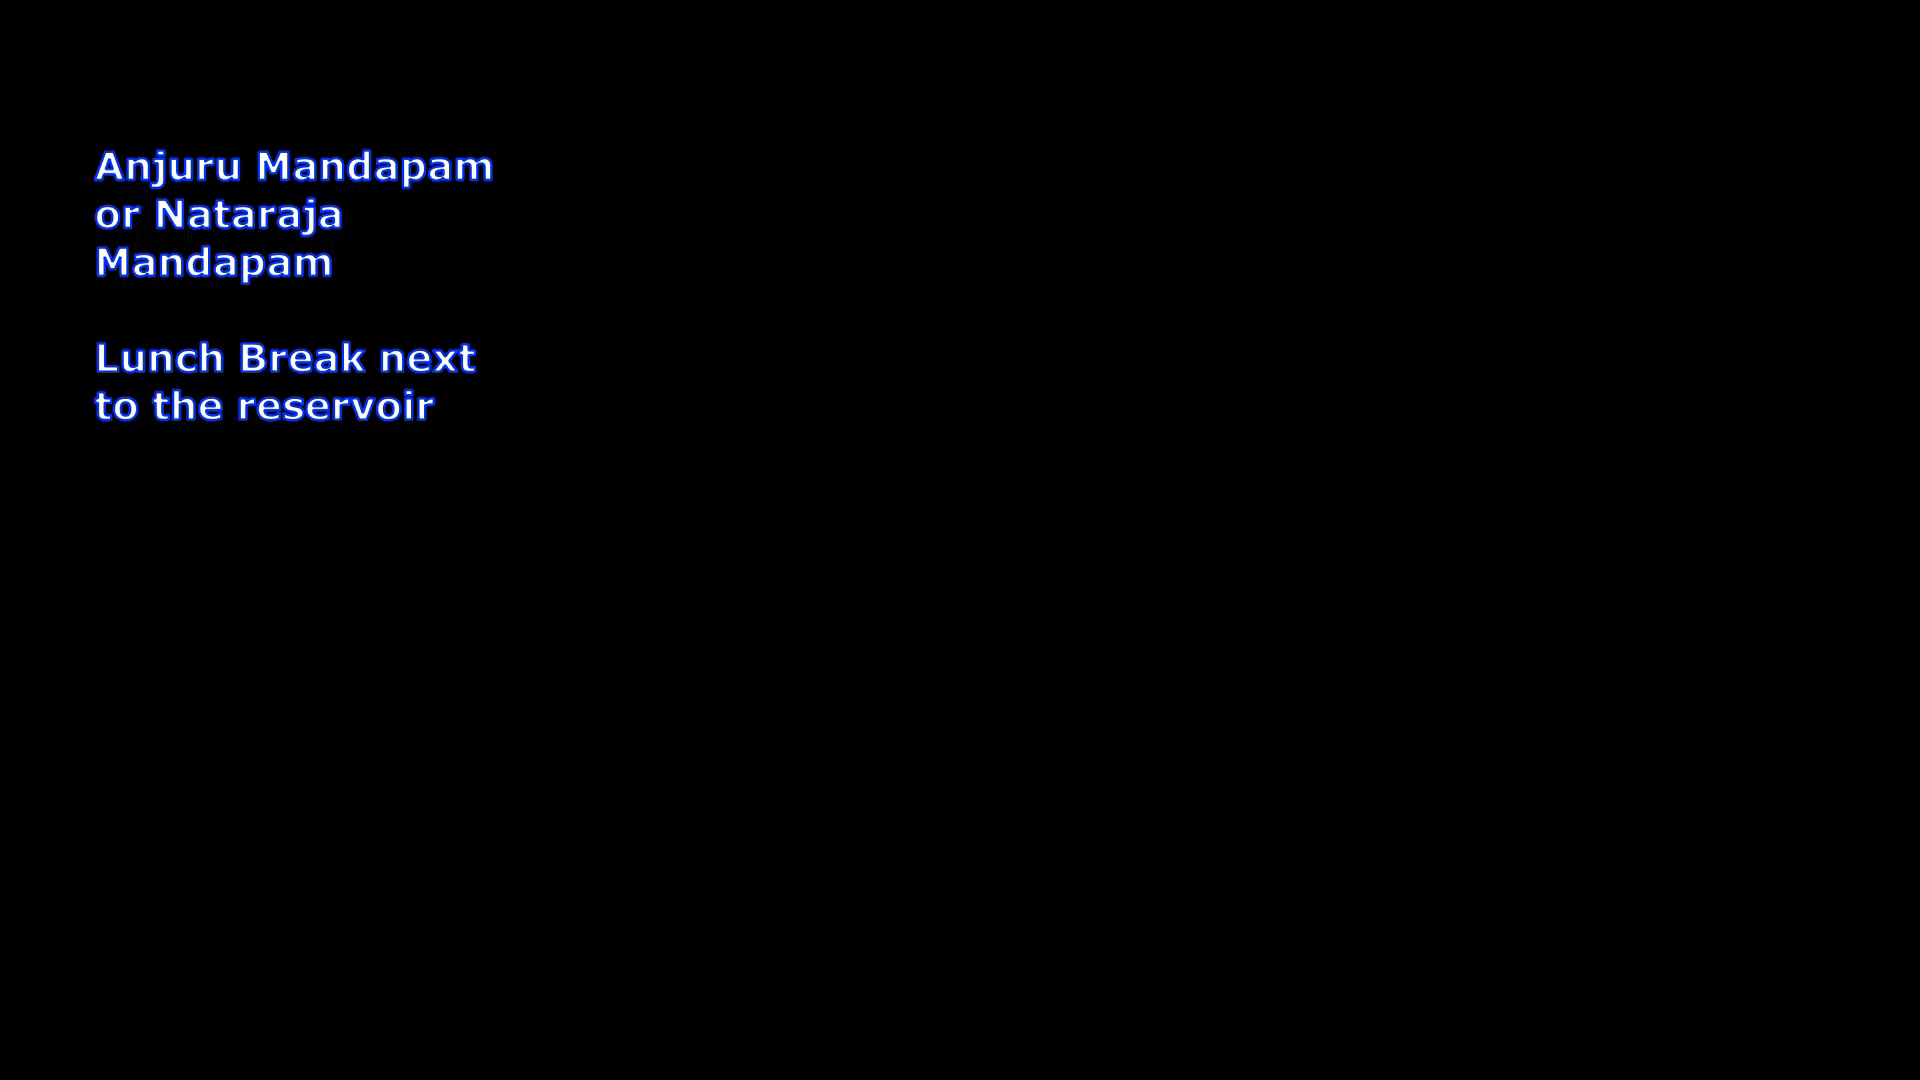 Anjuru Mandapam
or Nataraja
Mandapam
Lunch Break next
to the reservoir